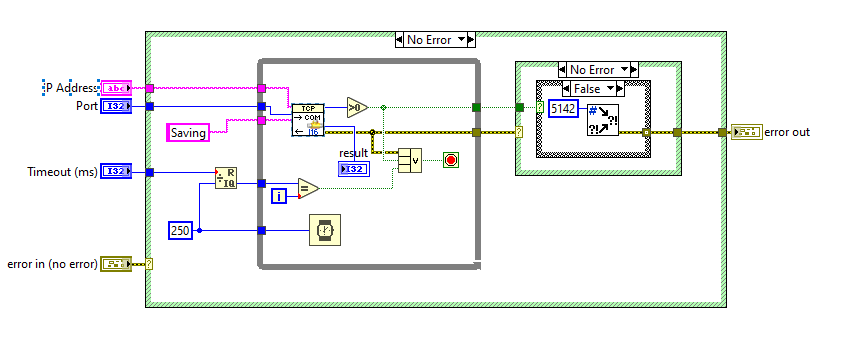 No Error
No Error
False
IP Address
abc
Port
I32
TCP
COM
I16
>0
5142
#
?!
?!
Saving
result
I32
v
error out
Timeout (ms)
I32
R
IQ
=
i
250
error in (no error)
?
?
?